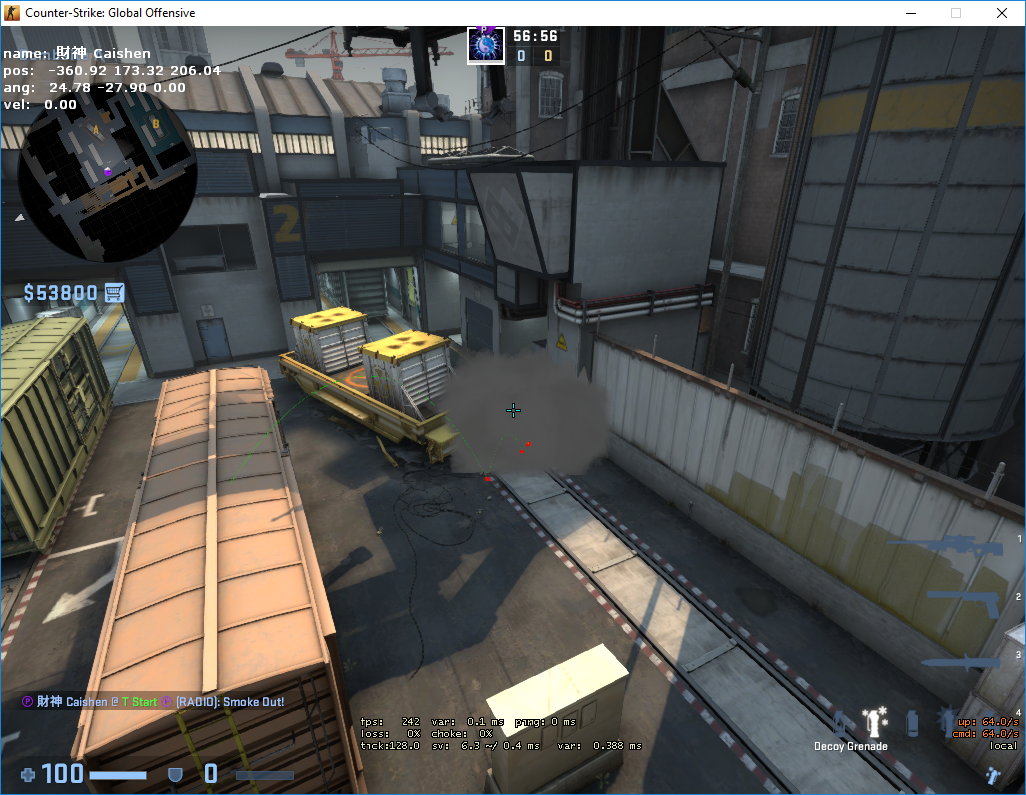 Counter-Strike: Global Offensive
name: 財神 Caishen
pos: -360.92 173.32 206.04
ang: 24.78 -27.90 0.00
vel: 0.00
56:56
0 0
A
B
2
$53800
1
2
3
4
財神 Caishen @ T Start (RADIO): Smoke Out!
fps: 242 var: 0.1 ms ping: 0 ms
loss: 0% choke: 0%
tick:128.0 sv: 6.3 ~/ 0.4 ms var: 0.388 ms
up: 64.0/s
cmd: 64.0/s
local
Decoy Grenade
100
0